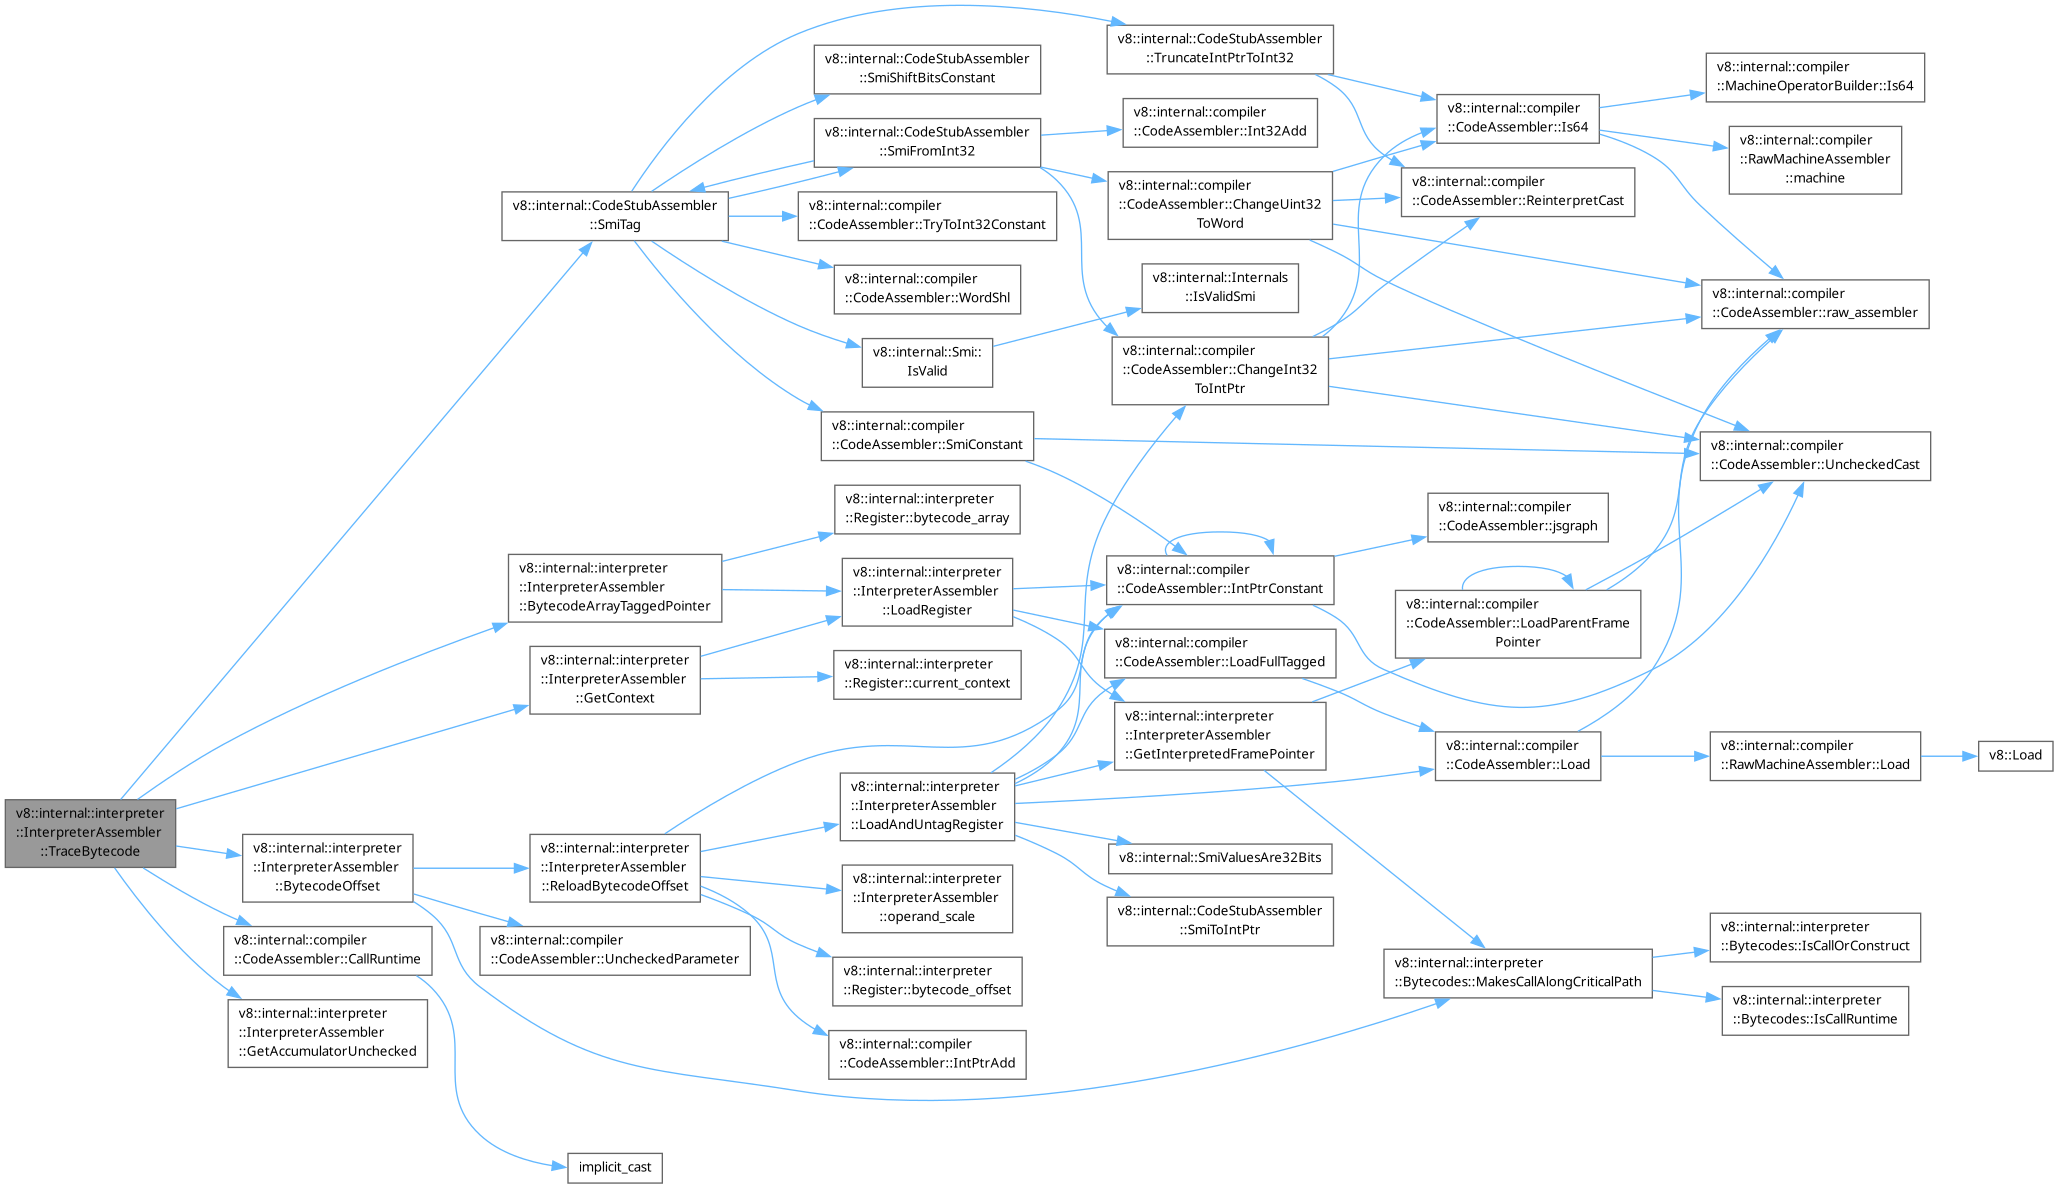 v8::internal::interpreter
::InterpreterAssembler
::TraceBytecode
v8::internal::CodeStubAssembler
::SmiTag
v8::internal::interpreter
::InterpreterAssembler
::BytecodeArrayTaggedPointer
v8::internal::interpreter
::InterpreterAssembler
::GetContext
v8::internal::interpreter
::InterpreterAssembler
::BytecodeOffset
v8::internal::compiler
::CodeAssembler::CallRuntime
v8::internal::interpreter
::InterpreterAssembler
::GetAccumulatorUnchecked
v8::internal::interpreter
::InterpreterAssembler
::ReloadBytecodeOffset
v8::internal::compiler
::CodeAssembler::UncheckedParameter
implicit_cast
v8::internal::CodeStubAssembler
::SmiShiftBitsConstant
v8::internal::CodeStubAssembler
::SmiFromInt32
v8::internal::compiler
::CodeAssembler::TryToInt32Constant
v8::internal::compiler
::CodeAssembler::WordShl
v8::internal::Smi::
IsValid
v8::internal::compiler
::CodeAssembler::SmiConstant
v8::internal::interpreter
::Register::bytecode_array
v8::internal::interpreter
::InterpreterAssembler
::LoadRegister
v8::internal::interpreter
::Register::current_context
v8::internal::interpreter
::InterpreterAssembler
::LoadAndUntagRegister
v8::internal::interpreter
::InterpreterAssembler
::operand_scale
v8::internal::interpreter
::Register::bytecode_offset
v8::internal::compiler
::CodeAssembler::IntPtrAdd
v8::internal::CodeStubAssembler
::TruncateIntPtrToInt32
v8::internal::compiler
::CodeAssembler::Int32Add
v8::internal::compiler
::CodeAssembler::ChangeUint32
ToWord
v8::internal::Internals
::IsValidSmi
v8::internal::compiler
::CodeAssembler::ChangeInt32
ToIntPtr
v8::internal::compiler
::CodeAssembler::IntPtrConstant
v8::internal::compiler
::CodeAssembler::LoadFullTagged
v8::internal::interpreter
::InterpreterAssembler
::GetInterpretedFramePointer
v8::internal::SmiValuesAre32Bits
v8::internal::CodeStubAssembler
::SmiToIntPtr
v8::internal::compiler
::CodeAssembler::Is64
v8::internal::compiler
::CodeAssembler::ReinterpretCast
v8::internal::compiler
::CodeAssembler::jsgraph
v8::internal::compiler
::CodeAssembler::LoadParentFrame
Pointer
v8::internal::compiler
::CodeAssembler::Load
v8::internal::interpreter
::Bytecodes::MakesCallAlongCriticalPath
v8::internal::compiler
::MachineOperatorBuilder::Is64
v8::internal::compiler
::RawMachineAssembler
::machine
v8::internal::compiler
::CodeAssembler::raw_assembler
v8::internal::compiler
::CodeAssembler::UncheckedCast
v8::internal::compiler
::RawMachineAssembler::Load
v8::internal::interpreter
::Bytecodes::IsCallOrConstruct
v8::internal::interpreter
::Bytecodes::IsCallRuntime
v8::Load